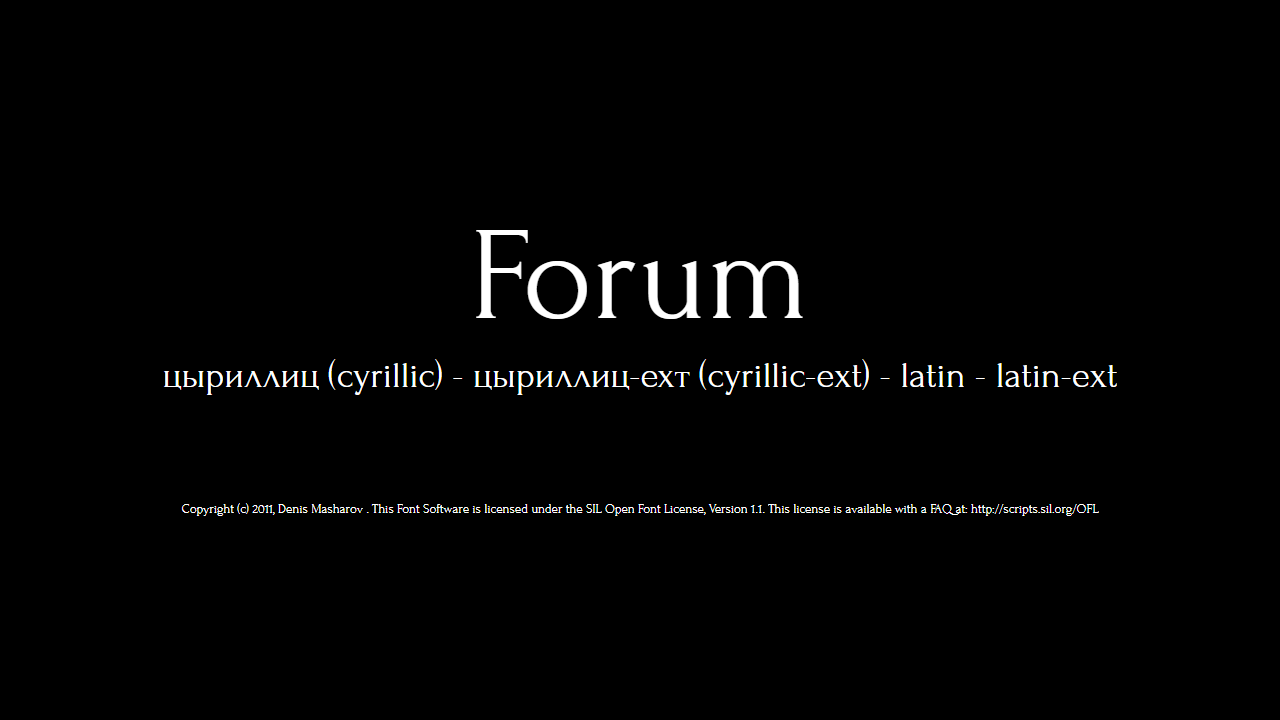 Forum
цыриллиц (cyrillic) - цыриллиц-ехт (cyrillic-ext) - latin - latin-ext
Copyright (c) 2011, Denis Masharov . This Font Software is licensed under the SIL Open Font License, Version 1.1. This license is available with a FAQ at: http://scripts.sil.org/OFL